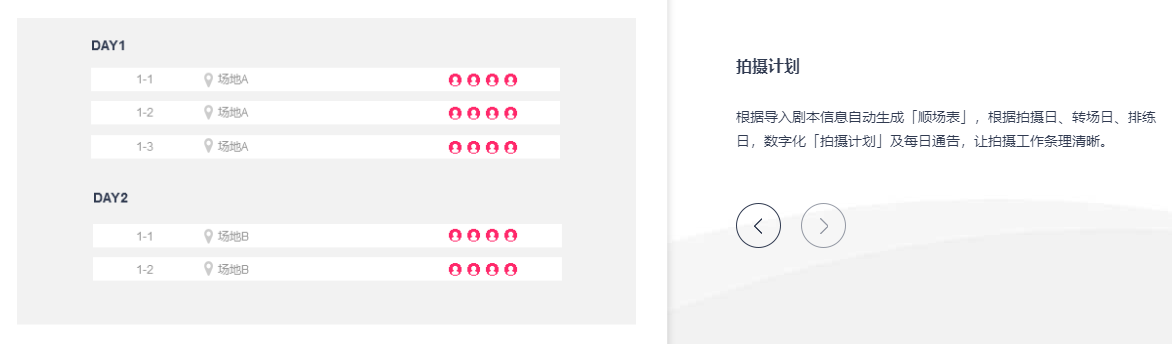 DAY1
1-1 场地A
1-2 场地A
1-3 场地A
DAY2
1-1 场地B
1-2 场地B
拍摄计划
根据导入剧本信息自动生成「顺场表」，根据拍摄日、转场日、排练
日，数字化「拍摄计划」及每日通告，让拍摄工作条理清晰。